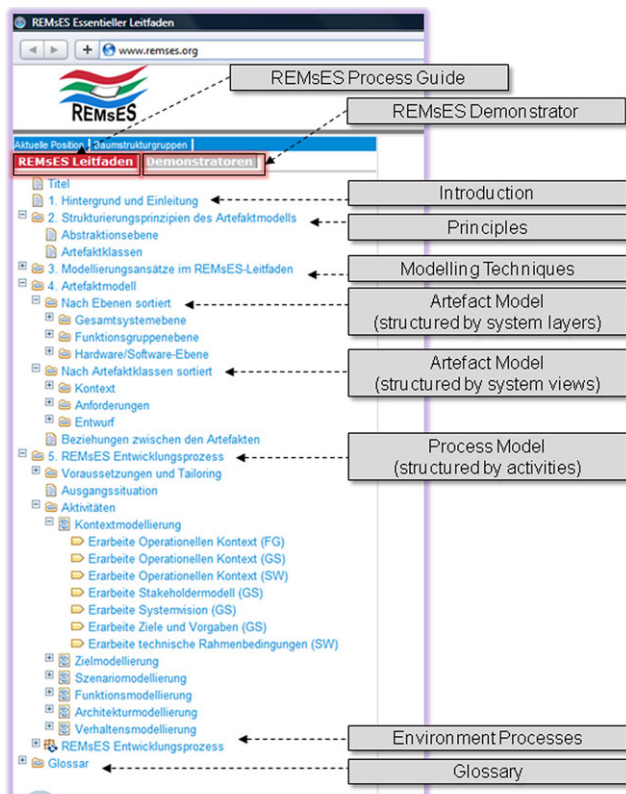 REMsES Essentieller Leitfaden
www.remses.org
REMsES
REMsES Process Guide
REMsES Demonstrator
Aktuelle Position | Baumstrukturgruppen |
REMsES Leitfaden
Demonstratoren
Titel
1. Hintergrund und Einleitung
Introduction
2. Strukturierungsprinzipien des Artefaktmodells
Principles
Abstraktionsebene
Artefaktklassen
3. Modellierungsansätze im REMsES-Leitfaden
Modelling Techniques
4. Artefaktmodell
Nach Ebenen sortiert
Artefact Model
(structured by system layers)
Gesamtsystemebene
Funktionsgruppenebene
Hardware/Software-Ebene
Nach Artefaktklassen sortiert
Artefact Model
(structured by system views)
Kontext
Anforderungen
Entwurf
Beziehungen zwischen den Artefakten
5. REMsES Entwicklungsprozess
Process Model
(structured by activities)
Voraussetzungen und Tailoring
Ausgangssituation
Aktivitäten
Kontextmodellierung
Erarbeite Operationellen Kontext (FG)
Erarbeite Operationellen Kontext (GS)
Erarbeite Operationellen Kontext (SW)
Erarbeite Stakeholdermodell (GS)
Erarbeite Systemvision (GS)
Erarbeite Ziele und Vorgaben (GS)
Erarbeite technische Rahmenbedingungen (SW)
Zielmodellierung
Szenariomodellierung
Funktionsmodellierung
Architekturmodellierung
Verhaltensmodellierung
REMsES Entwicklungsprozess
Environment Processes
Glossar
Glossary